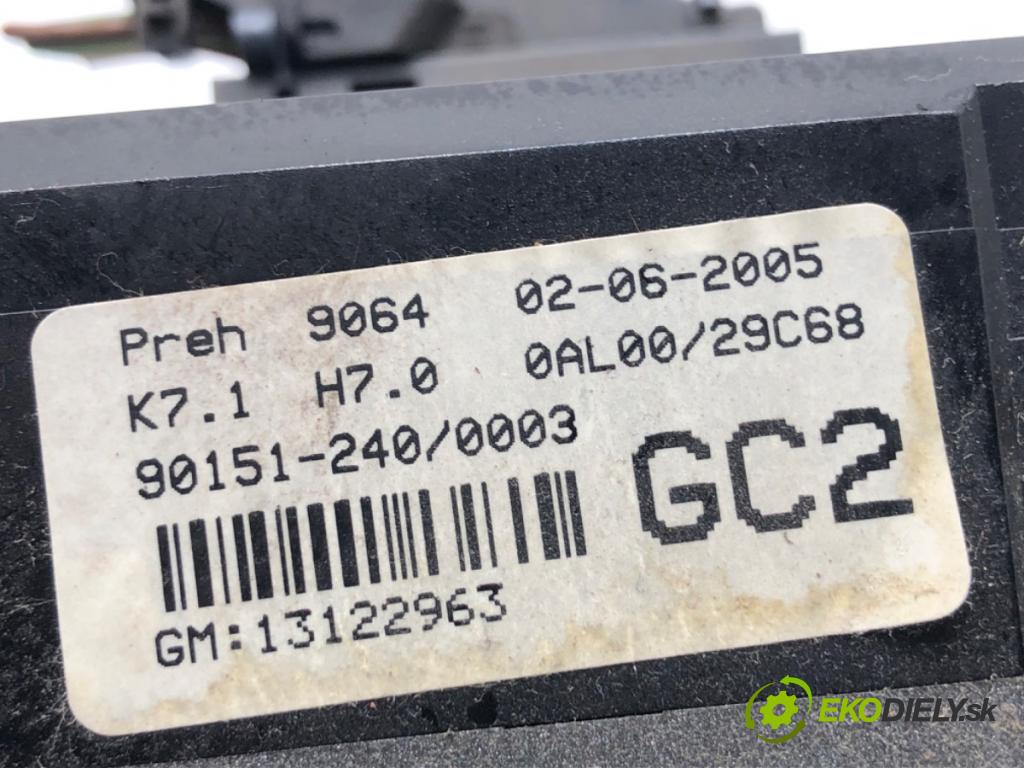 Preh 9064 02-06-2005
K7.1 H7.0 0AL00/29C68
90151-240/0003
GC2
GM:13122963
EKODIELY.sk